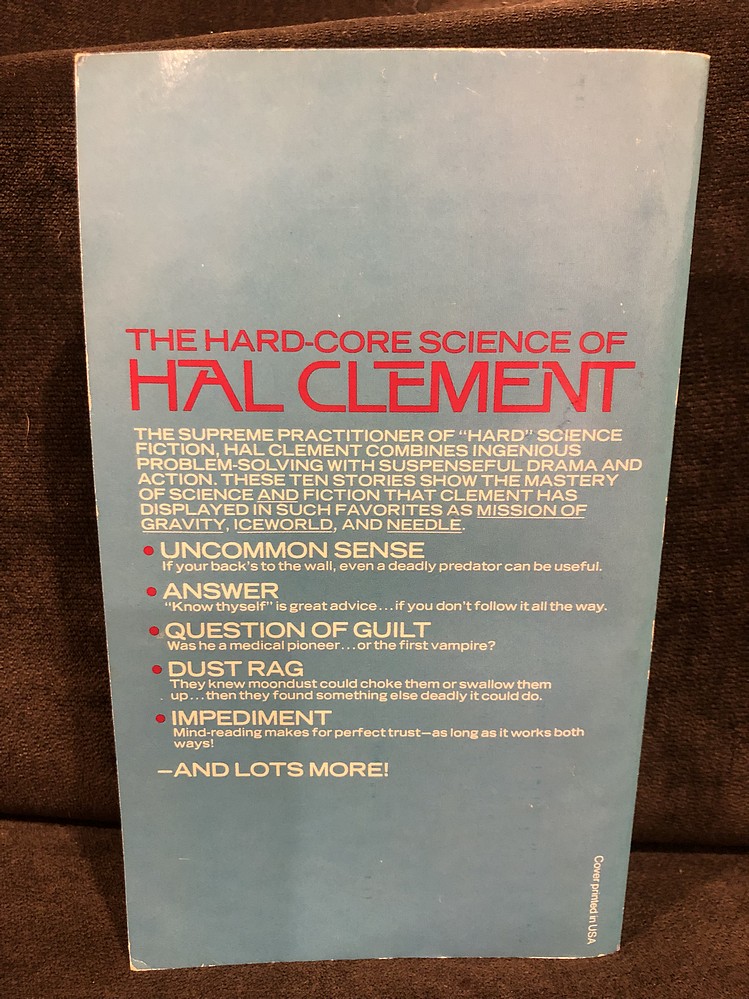 THE HARD-CORE SCIENCE OF
HAL CLEMENT
THE SUPREME PRACTITIONER OF "HARD" SCIENCE
FICTION, HAL CLEMENT COMBINES INGENIOUS
PROBLEM-SOLVING WITH SUSPENSEFUL DRAMA AND
ACTION. THESE TEN STORIES SHOW THE MASTERY
OF SCIENCE AND FICTION THAT CLEMENT HAS
DISPLAYED IN SUCH FAVORITES AS MISSION OF
GRAVITY, ICEWORLD, AND NEEDLE.
• UNCOMMON SENSE
If your back's to the wall, even a deadly predator can be useful.
• ANSWER
"Know thyself" is great advice...if you don't follow it all the way.
• QUESTION OF GUILT
Was he a medical pioneer...or the first vampire?
• DUST RAG
They knew moondust could choke them or swallow them
up...then they found something else deadly it could do.
• IMPEDIMENT
Mind-reading makes for perfect trust—as long as it works both
ways!
—AND LOTS MORE!
Cover printed in USA